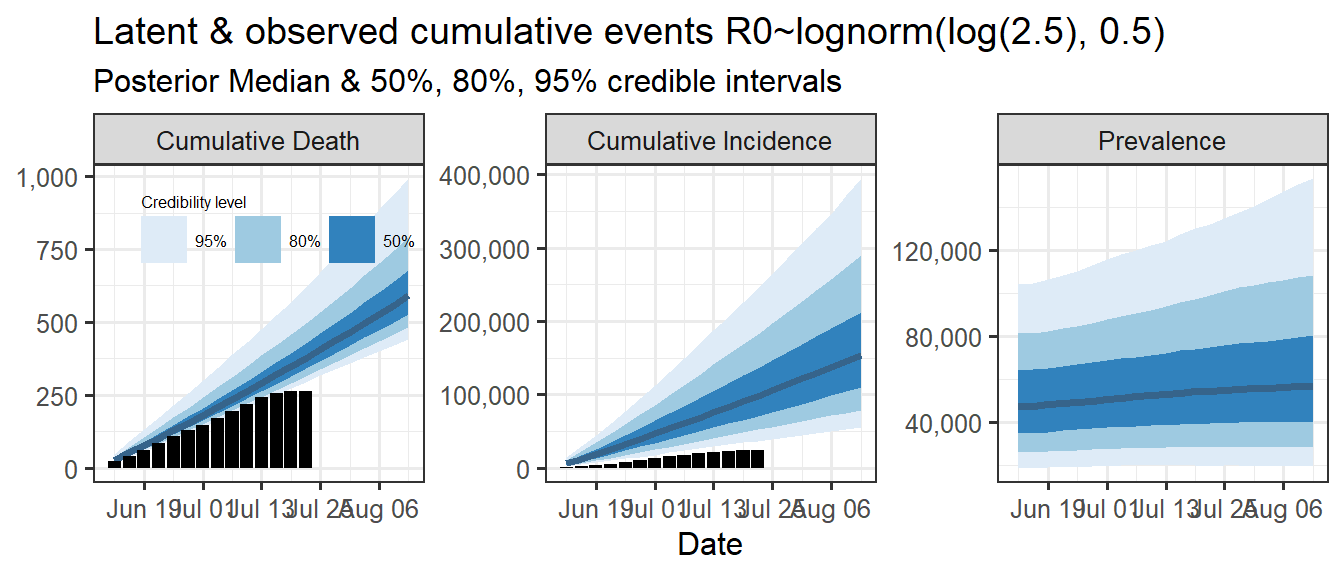 Latent & observed cumulative events R0~lognorm(log(2.5), 0.5)
Posterior Median & 50%, 80%, 95% credible intervals
Cumulative Death
Cumulative Incidence
Prevalence
1,000
750
500
250
0
Credibility level
95%
80%
50%
Jun 19
Jul 01
Jul 13
Jul 25
Aug 06
400,000
300,000
200,000
100,000
0
Jun 19
Jul 01
Jul 13
Jul 25
Aug 06
120,000
80,000
40,000
Jun 19
Jul 01
Jul 13
Jul 25
Aug 06
Date